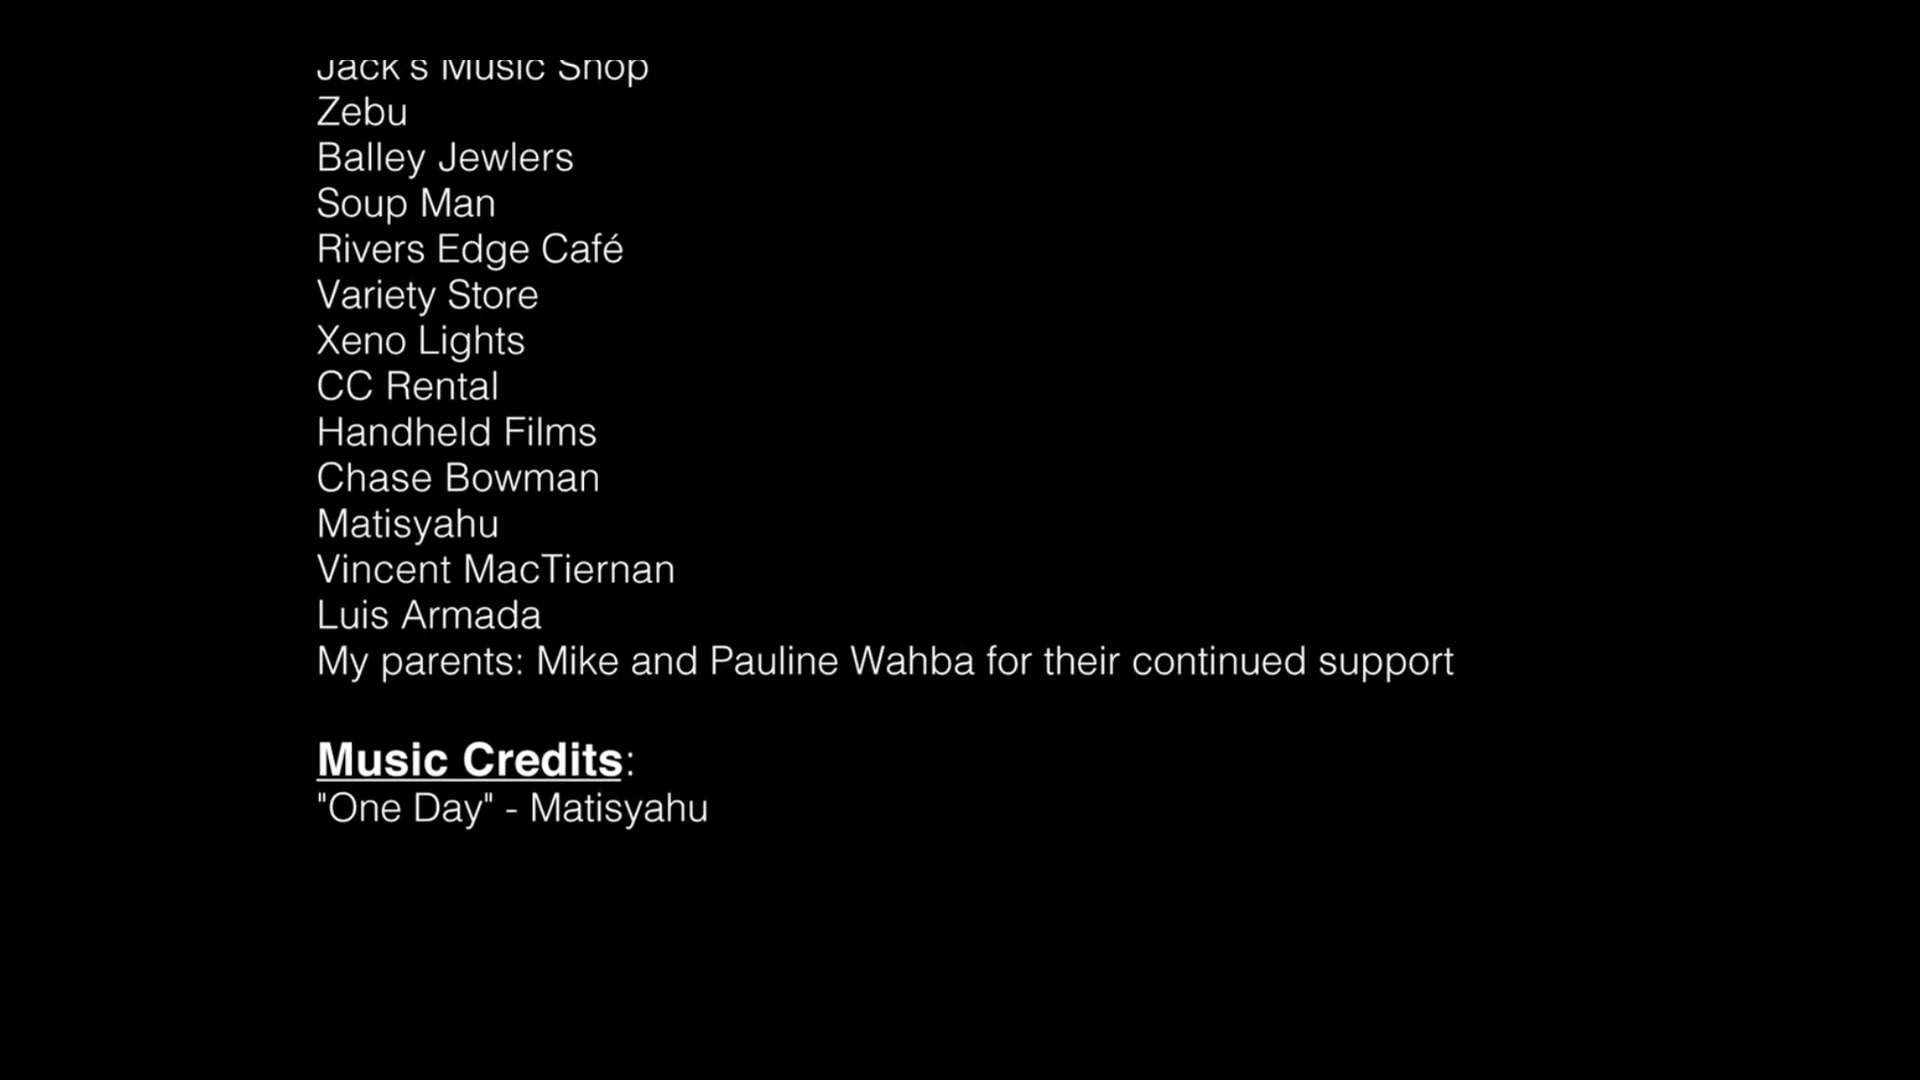 Jack's Music Shop
Zebu
Balley Jewlers
Soup Man
Rivers Edge Café
Variety Store
Xeno Lights
CC Rental
Handheld Films
Chase Bowman
Matisyahu
Vincent MacTiernan
Luis Armada
My parents: Mike and Pauline Wahba for their continued support
Music Credits:
"One Day" - Matisyahu